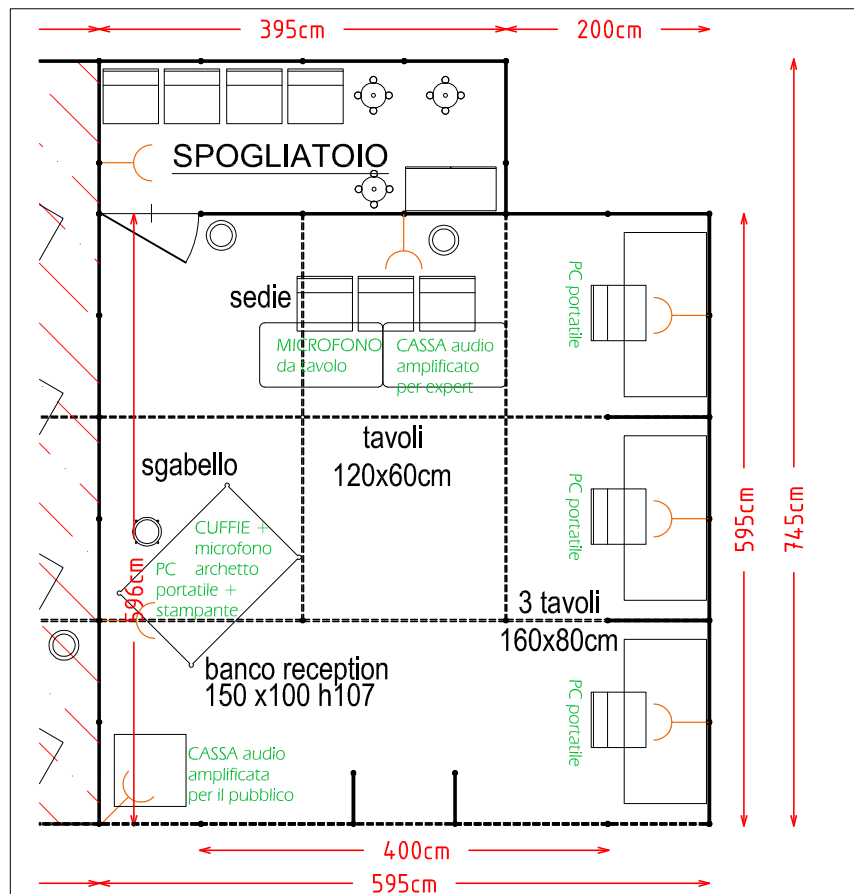 395cm
200cm
SPOGLIATOIO
sedie
PC portatile
MICROFONO
da tavolo
CASSA audio
amplificato
per expert
tavoli
120x60cm
sgabello
CUFFIE +
microfono
archetto
PC
portatile +
stampante
PC portatile
596cm
595cm
745cm
3 tavoli
160x80cm
banco reception
150 x100 h107
PC portatile
CASSA audio
amplificata
per il pubblico
400cm
595cm